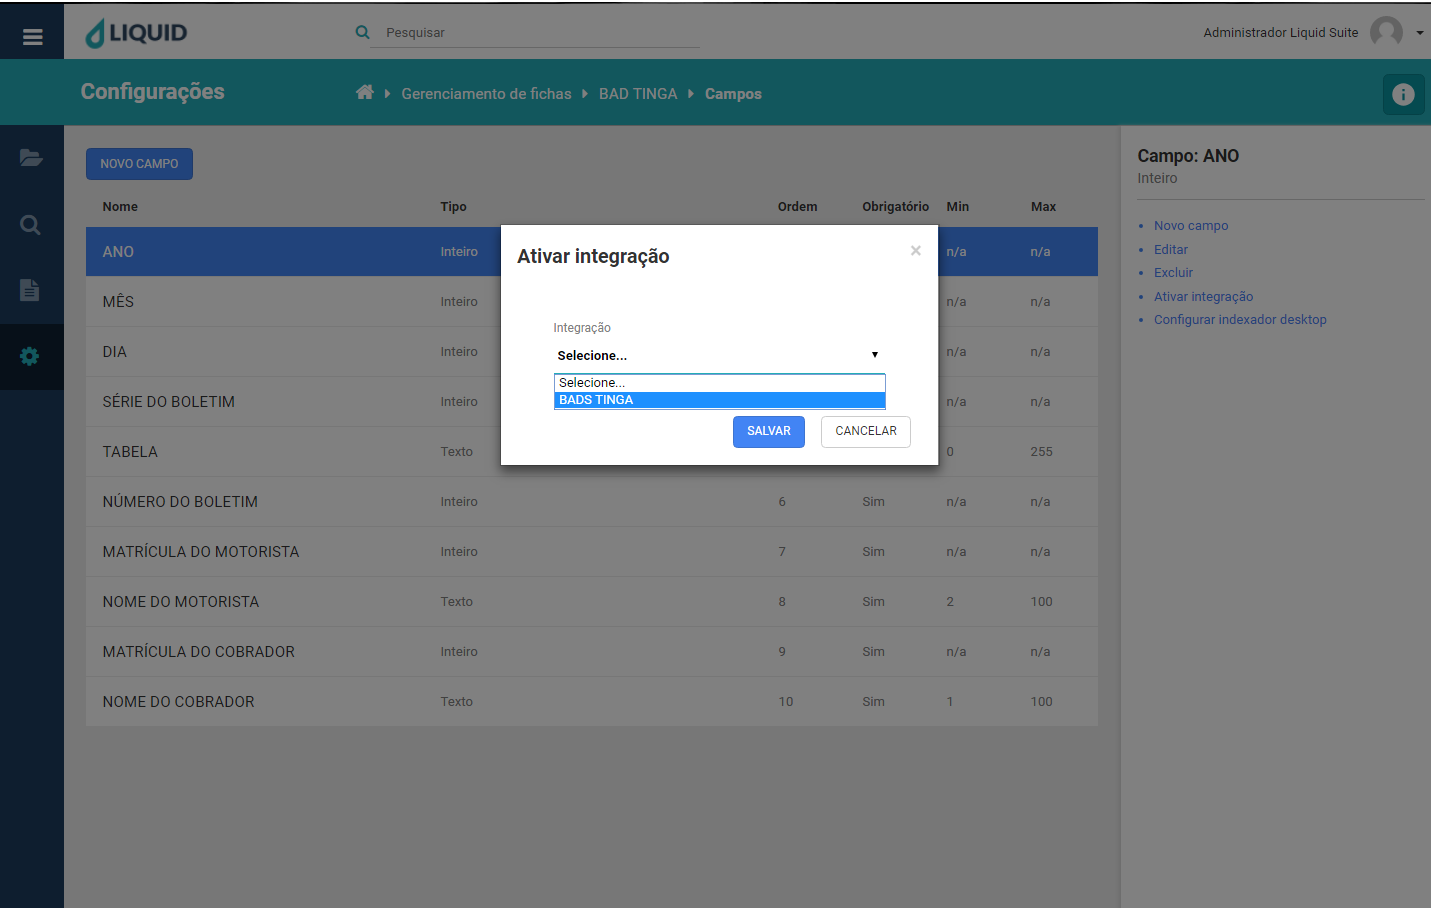 LIQUID
Pesquisar
Administrador Liquid Suite
Configurações
Gerenciamento de fichas
BAD TINGA
Campos
NOVO CAMPO
Nome Tipo Ordem Obrigatório Min Max
ANO Inteiro n/a n/a
MÊS Inteiro n/a n/a
DIA Inteiro n/a n/a
SÉRIE DO BOLETIM Inteiro n/a n/a
TABELA Texto 0 255
NÚMERO DO BOLETIM Inteiro 6 Sim n/a n/a
MATRÍCULA DO MOTORISTA Inteiro 7 Sim n/a n/a
NOME DO MOTORISTA Texto 8 Sim 2 100
MATRÍCULA DO COBRADOR Inteiro 9 Sim n/a n/a
NOME DO COBRADOR Texto 10 Sim 1 100
Ativar integração
×
Integração
Selecione...
Selecione...
BADS TINGA
SALVAR
CANCELAR
Campo: ANO
Inteiro
Novo campo
Editar
Excluir
Ativar integração
Configurar indexador desktop